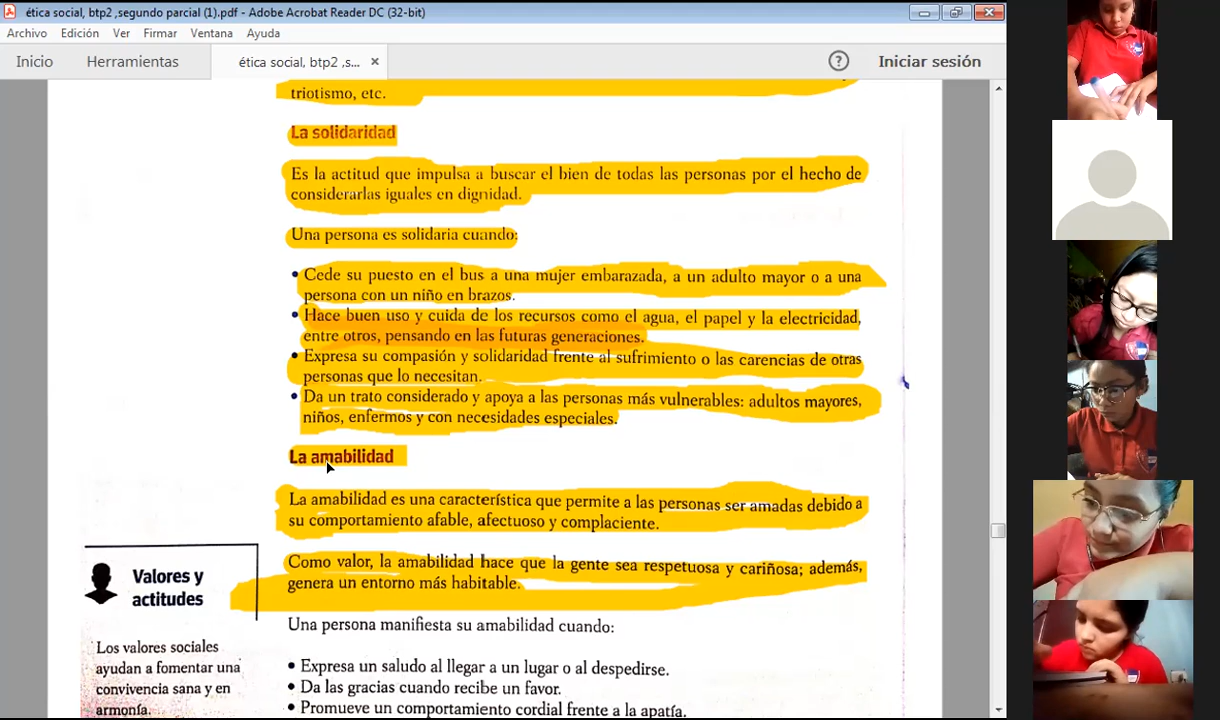 ética social, btp2 ,segundo parcial (1).pdf - Adobe Acrobat Reader DC (32-bit)
Archivo Edición Ver Firmar Ventana Ayuda
Inicio Herramientas ética social, btp2 ,s... × ? Iniciar sesión
triotismo, etc.
La solidaridad
Es la actitud que impulsa a buscar el bien de todas las personas por el hecho de
considerarlas iguales en dignidad.
Una persona es solidaria cuando:
• Cede su puesto en el bus a una mujer embarazada, a un adulto mayor o a una
persona con un niño en brazos.
• Hace buen uso y cuida de los recursos como el agua, el papel y la electricidad,
entre otros, pensando en las futuras generaciones.
• Expresa su compasión y solidaridad frente al sufrimiento o las carencias de otras
personas que lo necesitan.
• Da un trato considerado y apoya a las personas más vulnerables: adultos mayores,
niños, enfermos y con necesidades especiales.
La amabilidad
La amabilidad es una característica que permite a las personas ser amadas debido a
su comportamiento afable, afectuoso y complaciente.
Como valor, la amabilidad hace que la gente sea respetuosa y cariñosa; además,
genera un entorno más habitable.
Una persona manifiesta su amabilidad cuando:
• Expresa un saludo al llegar a un lugar o al despedirse.
• Da las gracias cuando recibe un favor.
• Promueve un comportamiento cordial frente a la apatía.
Valores y
actitudes
Los valores sociales
ayudan a fomentar una
convivencia sana y en
armonía.